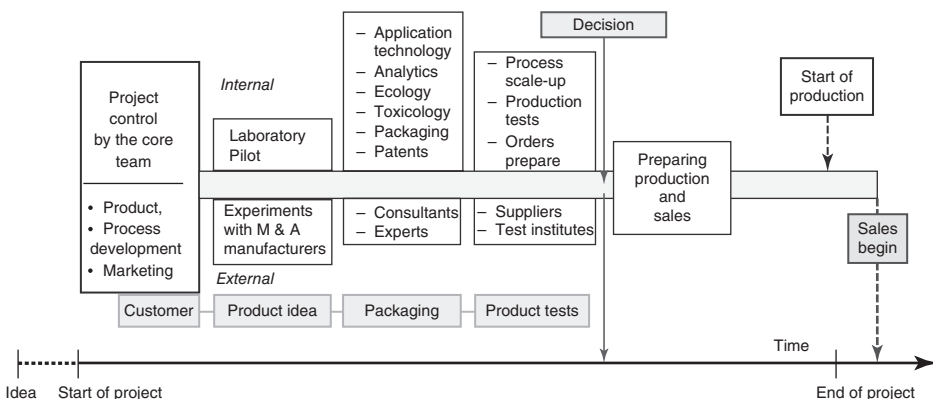 Decision
Project
control
by the core
team
• Product,
• Process
development
• Marketing
Internal
Laboratory
Pilot
Experiments
with M & A
manufacturers
External
– Application
technology
– Analytics
– Ecology
– Toxicology
– Packaging
– Patents
– Consultants
– Experts
– Process
scale-up
– Production
tests
– Orders
prepare
– Suppliers
– Test institutes
Preparing
production
and
sales
Start of
production
Sales
begin
Customer
Product idea
Packaging
Product tests
Time
Idea
Start of project
End of project